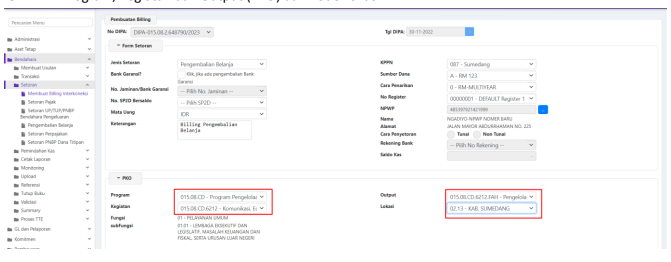 Pencarian Menu
Administrasi
Aset Tetap
Bendahara
Membuat Usulan
Transaksi
Setoran
Membuat Billing Interkoneksi
Setoran Pajak
Setoran UP/TUP/PNBP
Bendahara Pengeluaran
Pengembalian Belanja
Setoran Perpajakan
Setoran PNBP Dana Titipan
Pemindahan Kas
Cetak Laporan
Monitoring
Upload
Referensi
Tutup Buku
Validasi
Summary
Proses TTE
GL dan Pelaporan
Komitmen
Pembuatan Billing
No DIPA: DIPA-015.08.2.648790/2023
Tgl DIPA: 30-11-2022
Form Setoran
Jenis Setoran Pengembalian Belanja
Bank Garansi? Klik, jika ada pengembalian Bank
Garansi
No. Jaminan/Bank Garansi -- Pilih No. Jaminan --
No. SP2D Bersaldo -- Pilih SP2D --
Mata Uang IDR
Keterangan Billing Pengembalian
Belanja
KPPN 087 - Sumedang
Sumber Dana A - RM 123
Cara Penarikan 0 - RM-MULTIYEAR
No Register 00000001 - DEFAULT Register 1
NPWP
Nama NGADIYO-NPWP NOMER BARU
Alamat JALAN MAYOR ABDURAHMAN NO. 225
Cara Penyetoran Tunai Non Tunai
Rekening Bank -- Pilih No Rekening --
Saldo Kas
PKO
Program 015.08.CD - Program Pengelolaa
Kegiatan 015.08.CD.6212 - Komunikasi, E
Fungsi 01 - PELAYANAN UMUM
subFungsi 01.01 - LEMBAGA EKSEKUTIF DAN
LEGISLATIF, MASALAH KEUANGAN DAN
FISKAL, SERTA URUSAN LUAR NEGERI
Output 015.08.CD.6212.FAH - Pengelola
Lokasi 02.13 - KAB. SUMEDANG